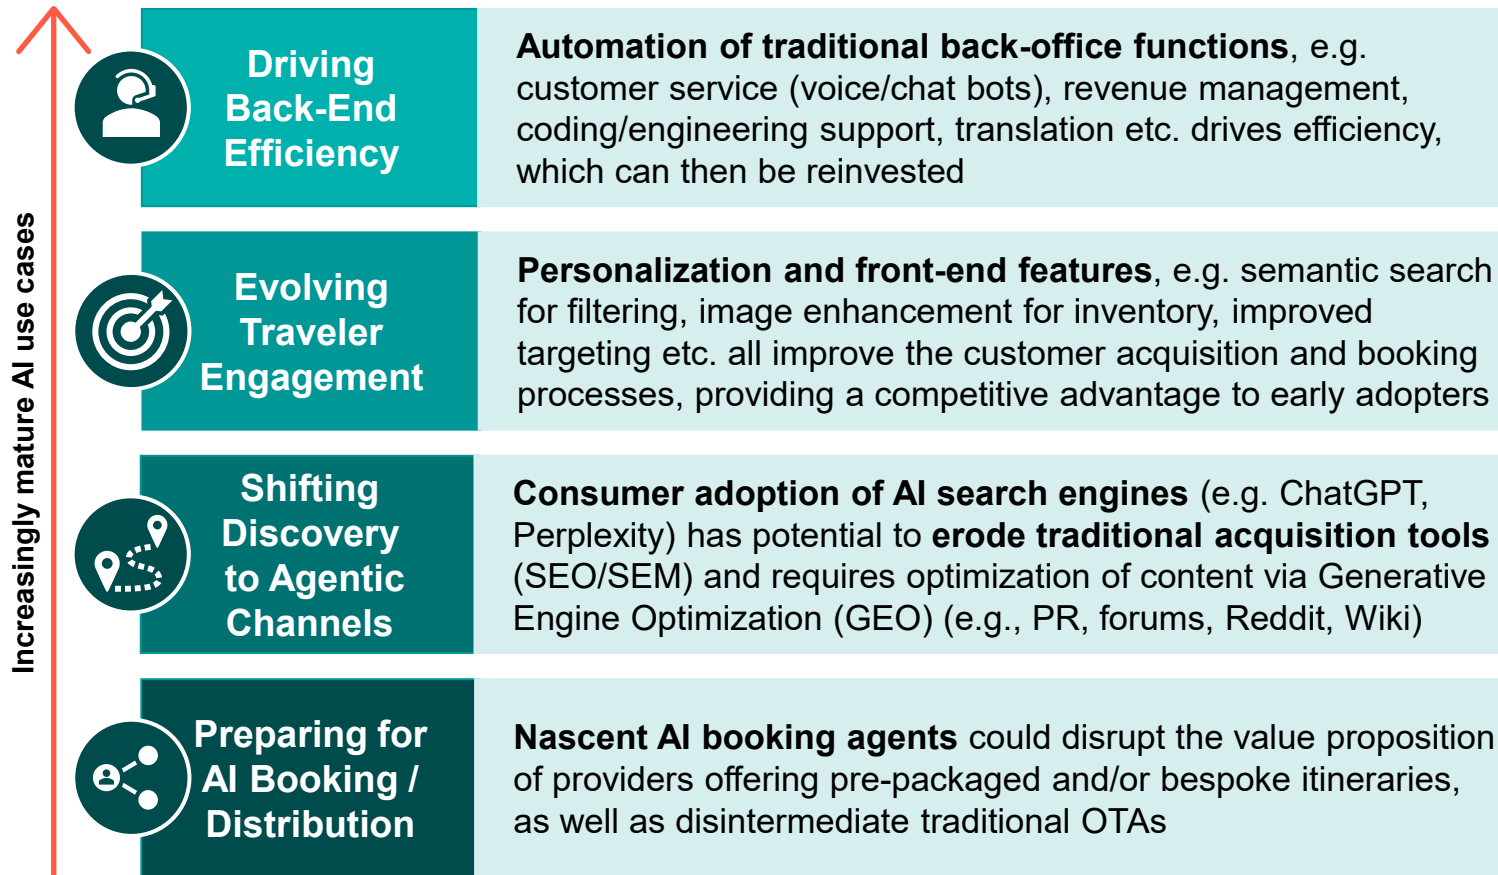 Increasingly mature AI use cases
Driving
Back-End
Efficiency
Automation of traditional back-office functions, e.g.
customer service (voice/chat bots), revenue management,
coding/engineering support, translation etc. drives efficiency,
which can then be reinvested
Evolving
Traveler
Engagement
Personalization and front-end features, e.g. semantic search
for filtering, image enhancement for inventory, improved
targeting etc. all improve the customer acquisition and booking
processes, providing a competitive advantage to early adopters
Shifting
Discovery
to Agentic
Channels
Consumer adoption of AI search engines (e.g. ChatGPT,
Perplexity) has potential to erode traditional acquisition tools
(SEO/SEM) and requires optimization of content via Generative
Engine Optimization (GEO) (e.g., PR, forums, Reddit, Wiki)
Preparing for
AI Booking /
Distribution
Nascent AI booking agents could disrupt the value proposition
of providers offering pre-packaged and/or bespoke itineraries,
as well as disintermediate traditional OTAs